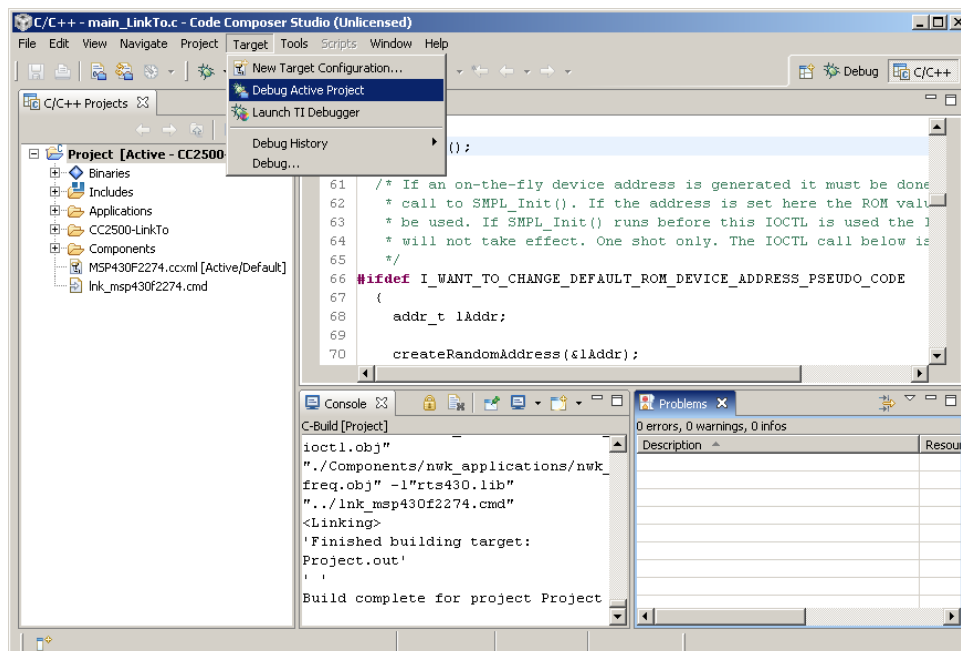 C/C++ - main_LinkTo.c - Code Composer Studio (Unlicensed)
File Edit View Navigate Project Target Tools Scripts Window Help
Debug C/C++
New Target Configuration...
Debug Active Project
Launch TI Debugger
Debug History
Debug...
C/C++ Projects
Project [Active - CC2500-
Binaries
Includes
Applications
CC2500-LinkTo
Components
MSP430F2274.ccxml [Active/Default]
lnk_msp430f2274.cmd
();
61 /* If an on-the-fly device address is generated it must be done
62 * call to SMPL_Init(). If the address is set here the ROM valu
63 * be used. If SMPL_Init() runs before this IOCTL is used the I
64 * will not take effect. One shot only. The IOCTL call below is
65 */
66 #ifdef I_WANT_TO_CHANGE_DEFAULT_ROM_DEVICE_ADDRESS_PSEUDO_CODE
67 {
68 addr_t lAddr;
69
70 createRandomAddress(&lAddr);
Console
C-Build [Project]
ioctl.obj"
"./Components/nwk_applications/nwk_
freq.obj" -l"rts430.lib"
"../lnk_msp430f2274.cmd"
<Linking>
'Finished building target:
Project.out'
' '
Build complete for project Project
Problems
0 errors, 0 warnings, 0 infos
Description Resour